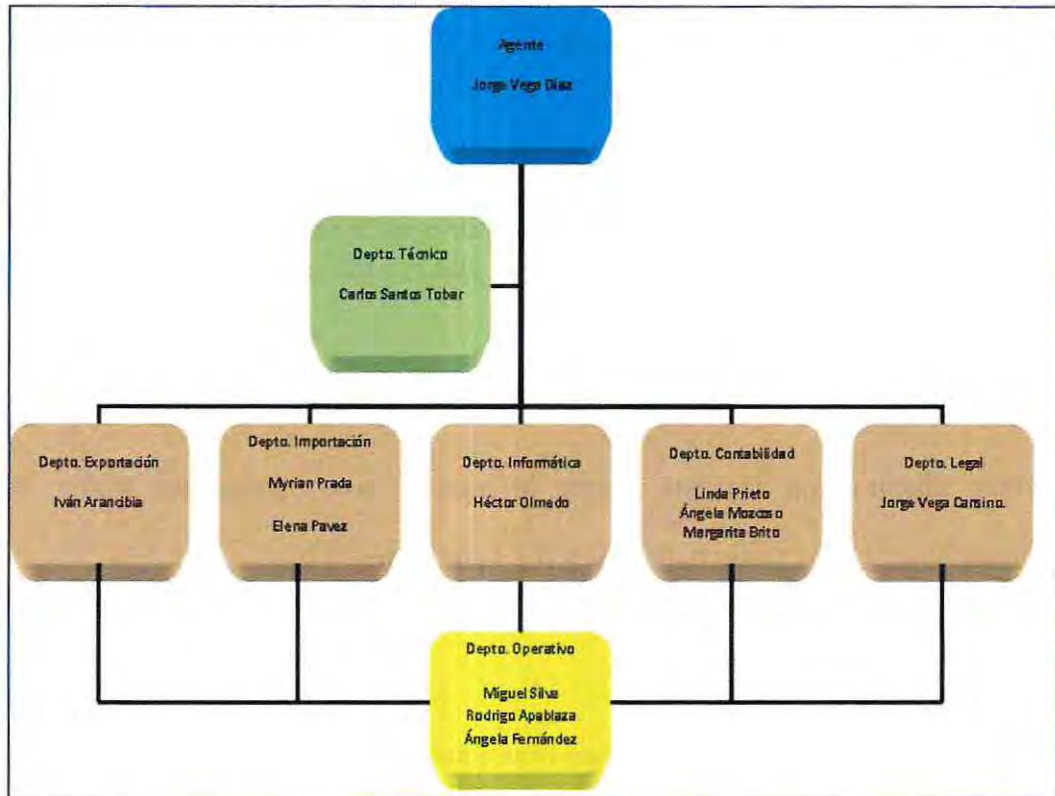 Agente
Jorge Vega Díaz
Depto. Técnico
Carlos Santos Tobar
Depto. Exportación
Iván Arancibia
Depto. Importación
Myrian Prada
Elena Pavez
Depto. Informática
Héctor Olmedo
Depto. Contabilidad
Linda Prieto
Ángela Mozcoso
Margarita Brito
Depto. Legal
Jorge Vega Cansino.
Depto. Operativo
Miguel Silva
Rodrigo Apablaza
Ángela Fernández